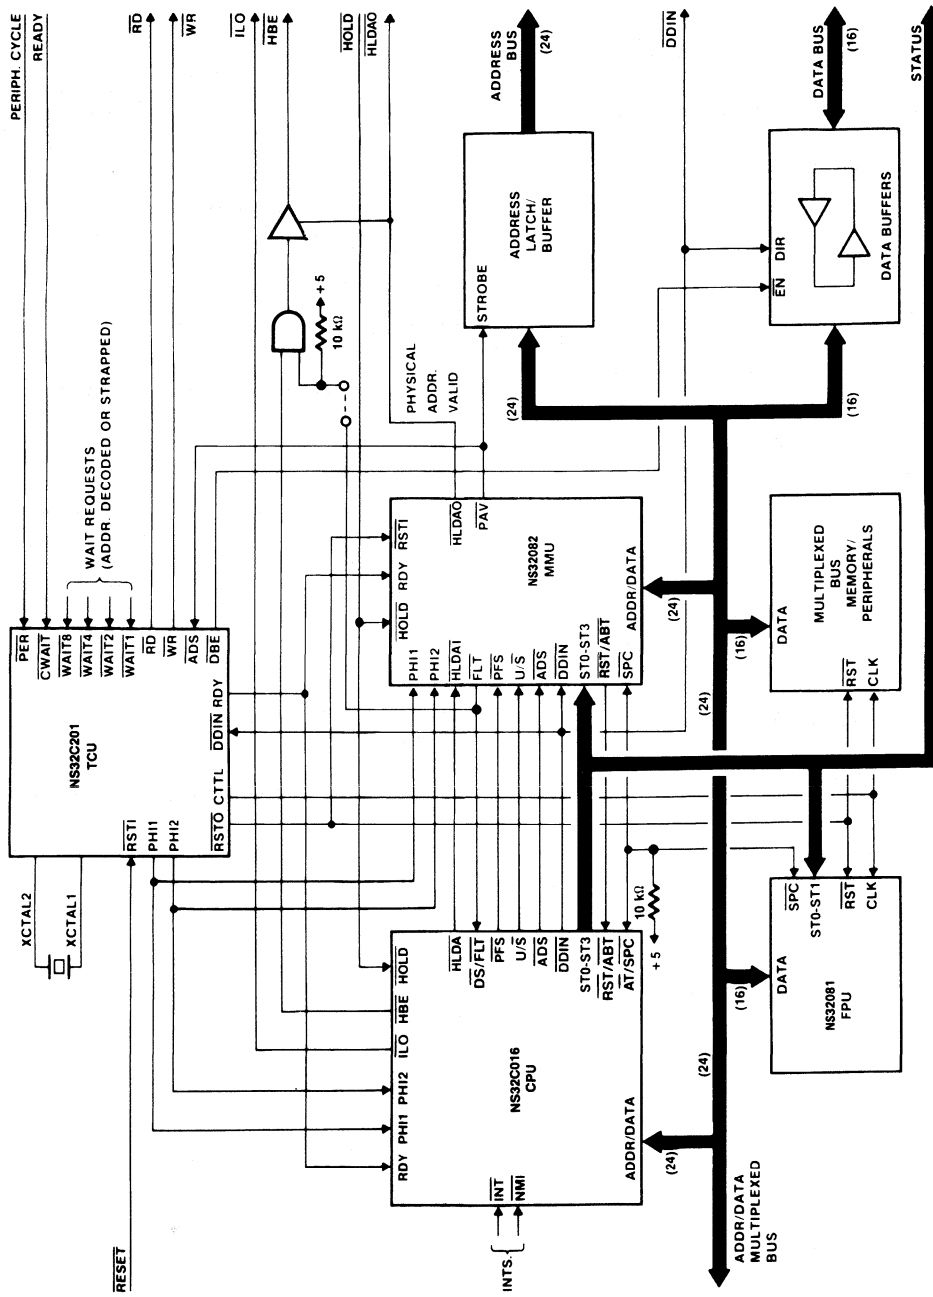 PERIPH. CYCLE
READY
RD
WR
ILO
HBE
HOLD
HLDAO
ADDRESS
BUS
(24)
DDIN
DATA BUS
(16)
STATUS
WAIT REQUESTS
(ADDR. DECODED OR STRAPPED)
+5
10 kΩ
PHYSICAL
ADDR.
VALID
STROBE
ADDRESS
LATCH/
BUFFER
EN
DIR
DATA BUFFERS
(24)
(16)
PER
CWAIT
WAIT8
WAIT4
WAIT2
WAIT1
RD
WR
ADS
DBE
NS32C201
TCU
RSTI
PHI1
PHI2
RSTO
CTTL
DDIN
RDY
XCTAL2
XCTAL1
HOLD
RDY
RSTI
HLDAO
PAV
NS32082
MMU
PHI1
PHI2
HLDAI
FLT
PFS
U/S
ADS
DDIN
ST0-ST3
RST/ABT
SPC
ADDR/DATA
(24)
(16)
(24)
DATA
MULTIPLEXED
BUS
MEMORY/
PERIPHERALS
RST
CLK
RESET
INTS.
INT
NMI
RDY
PHI1
PHI2
ILO
HBE
HOLD
NS32C016
CPU
HLDA
DS/FLT
PFS
U/S
ADS
DDIN
ST0-ST3
RST/ABT
AT/SPC
ADDR/DATA
+5
10 kΩ
(24)
(24)
(16)
ADDR/DATA
MULTIPLEXED
BUS
DATA
SPC
ST0-ST1
RST
CLK
NS32081
FPU